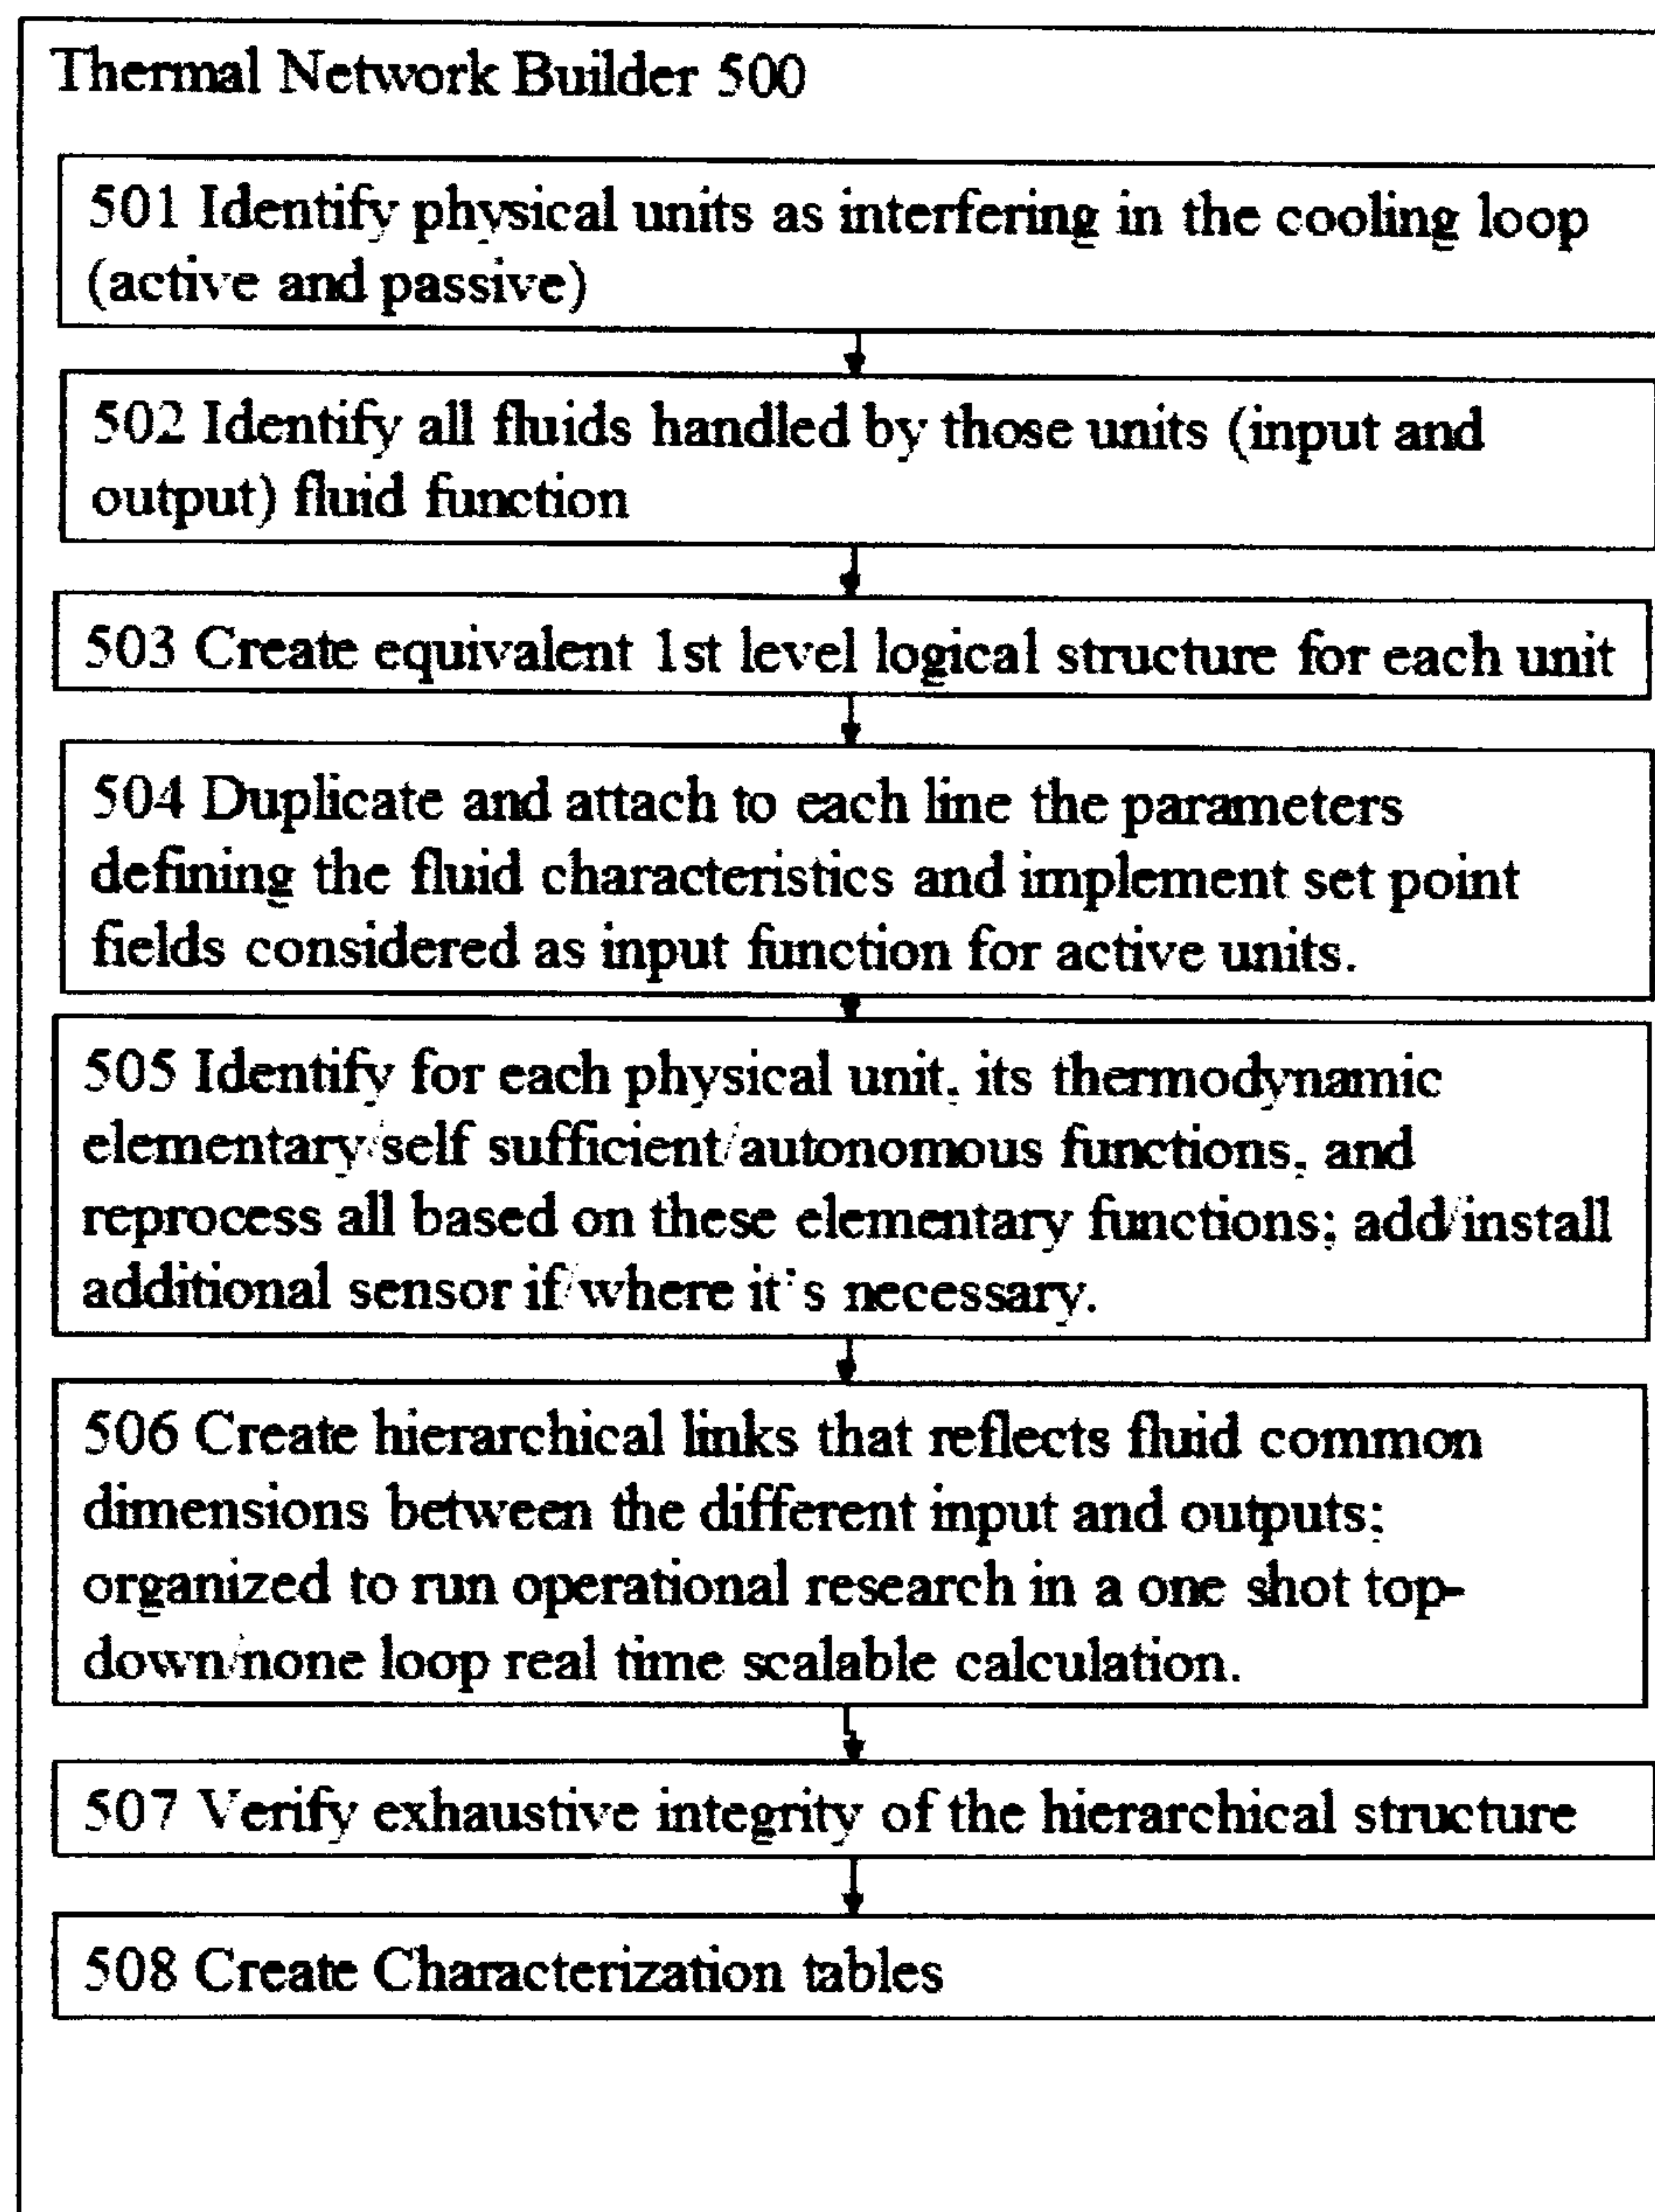 Thermal Network Builder 500
501 Identify physical units as interfering in the cooling loop
(active and passive)
502 Identify all fluids handled by those units (input and
output) fluid function
503 Create equivalent 1st level logical structure for each unit
504 Duplicate and attach to each line the parameters
defining the fluid characteristics and implement set point
fields considered as input function for active units.
505 Identify for each physical unit, its thermodynamic
elementary/self sufficient/autonomous functions, and
reprocess all based on these elementary functions; add/install
additional sensor if/where it's necessary.
506 Create hierarchical links that reflects fluid common
dimensions between the different input and outputs;
organized to run operational research in a one shot top-
down/none loop real time scalable calculation.
507 Verify exhaustive integrity of the hierarchical structure
508 Create Characterization tables